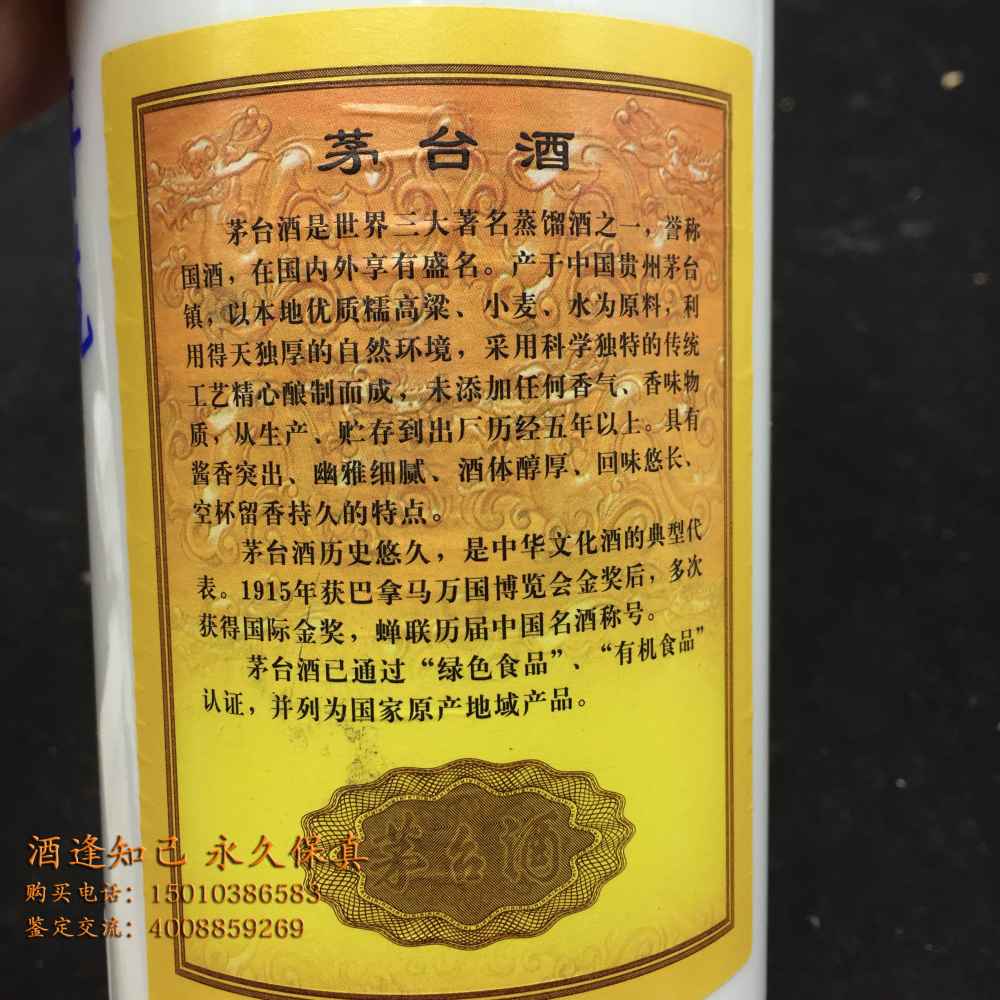 茅台酒
茅台酒是世界三大著名蒸馏酒之一，誉称
国酒，在国内外享有盛名。产于中国贵州茅台
镇，以本地优质糯高粱、小麦、水为原料，利
用得天独厚的自然环境，采用科学独特的传统
工艺精心酿制而成，未添加任何香气、香味物
质，从生产、贮存到出厂历经五年以上。具有
酱香突出、幽雅细腻、酒体醇厚、回味悠长、
空杯留香持久的特点。
茅台酒历史悠久，是中华文化酒的典型代
表。1915年获巴拿马万国博览会金奖后，多次
获得国际金奖，蝉联历届中国名酒称号。
茅台酒已通过“绿色食品”、“有机食品”
认证，并列为国家原产地域产品。
茅台酒
酒逢知己 永久保真
购买电话：15010386583
鉴定交流：4008859269